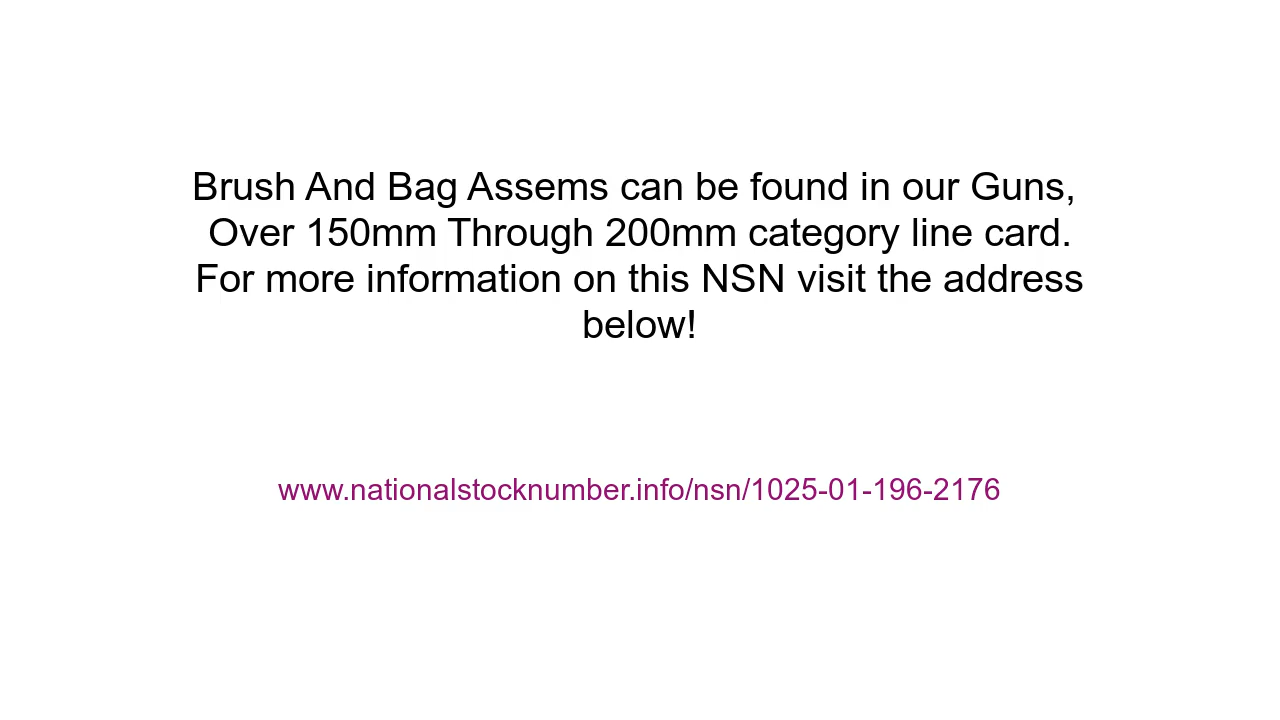 Brush And Bag Assems can be found in our Guns,
Over 150mm Through 200mm category line card.
For more information on this NSN visit the address
below!
www.nationalstocknumber.info/nsn/1025-01-196-2176